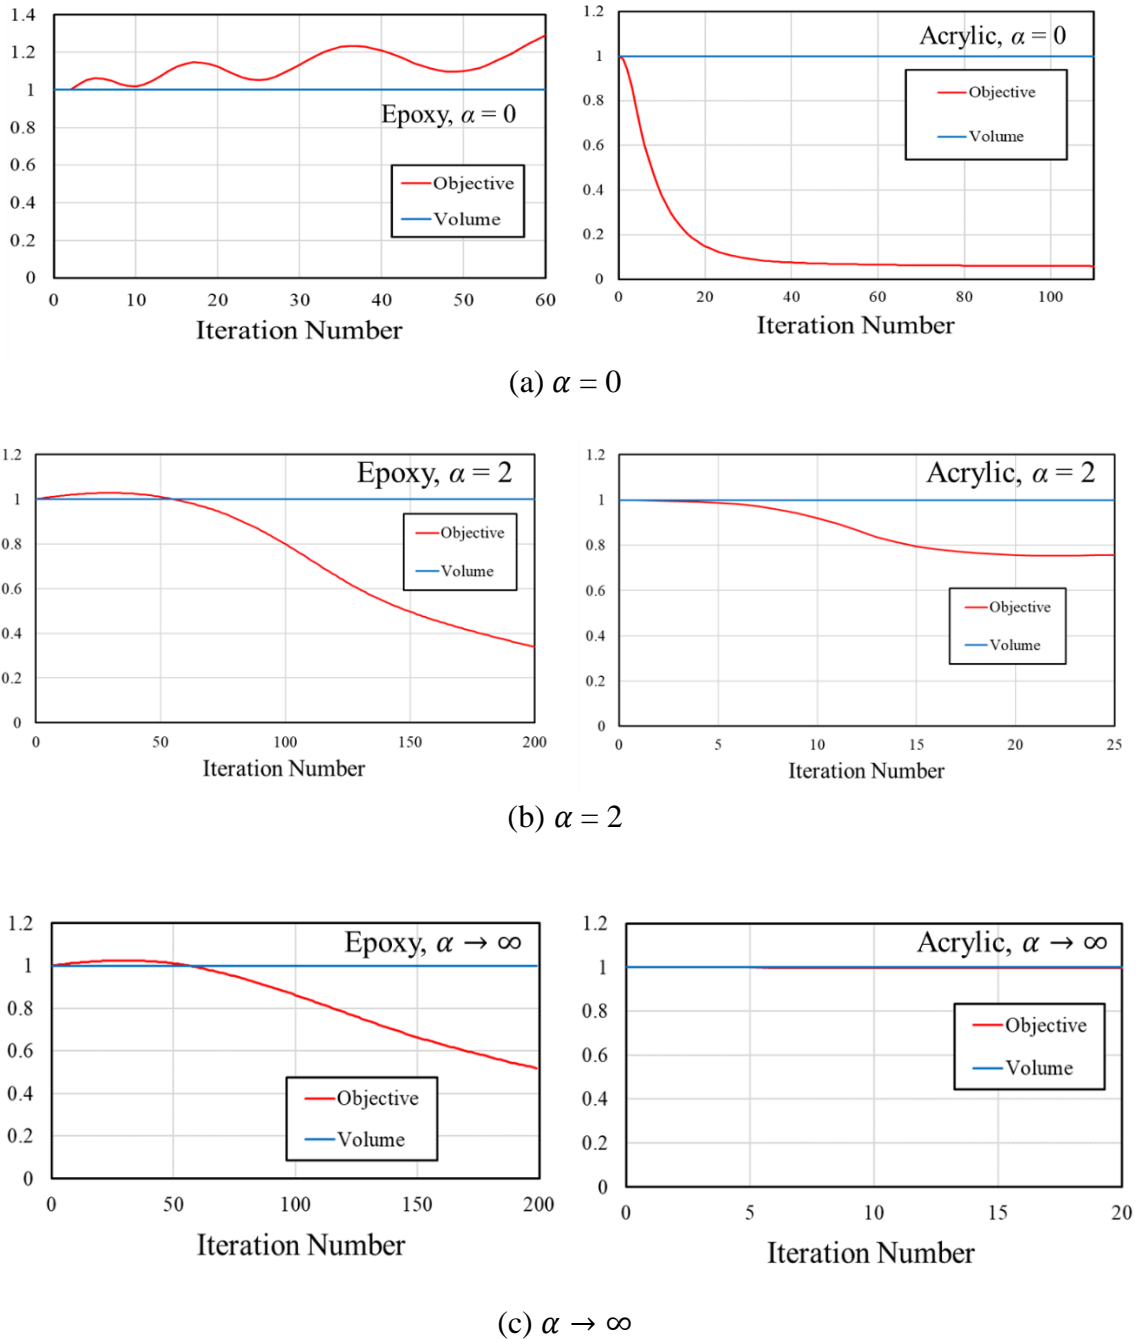 1.4
1.2
1
0.8
0.6
0.4
0.2
0
Epoxy, α = 0
Objective
Volume
0 10 20 30 40 50 60
Iteration Number
1.2
1
0.8
0.6
0.4
0.2
0
Acrylic, α = 0
Objective
Volume
0 20 40 60 80 100
Iteration Number
(a) α = 0
1.2
1
0.8
0.6
0.4
0.2
0
Epoxy, α = 2
Objective
Volume
0 50 100 150 200
Iteration Number
1.2
1
0.8
0.6
0.4
0.2
0
Acrylic, α = 2
Objective
Volume
0 5 10 15 20 25
Iteration Number
(b) α = 2
1.2
1
0.8
0.6
0.4
0.2
0
Epoxy, α → ∞
Objective
Volume
0 50 100 150 200
Iteration Number
1.2
1
0.8
0.6
0.4
0.2
0
Acrylic, α → ∞
Objective
Volume
0 5 10 15 20
Iteration Number
(c) α → ∞